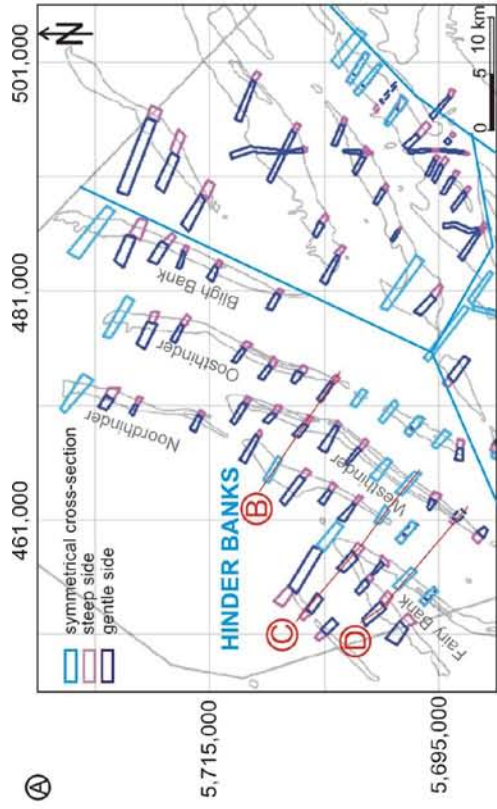 A
461,000
481,000
501,000
symmetrical cross-section
steep side
gentle side
N
5,715,000
5,695,000
HINDER BANKS
B
C
D
Noordhinder
Oosthinder
Bligh Bank
Westhinder
Fairy Bank
0 5 10 km